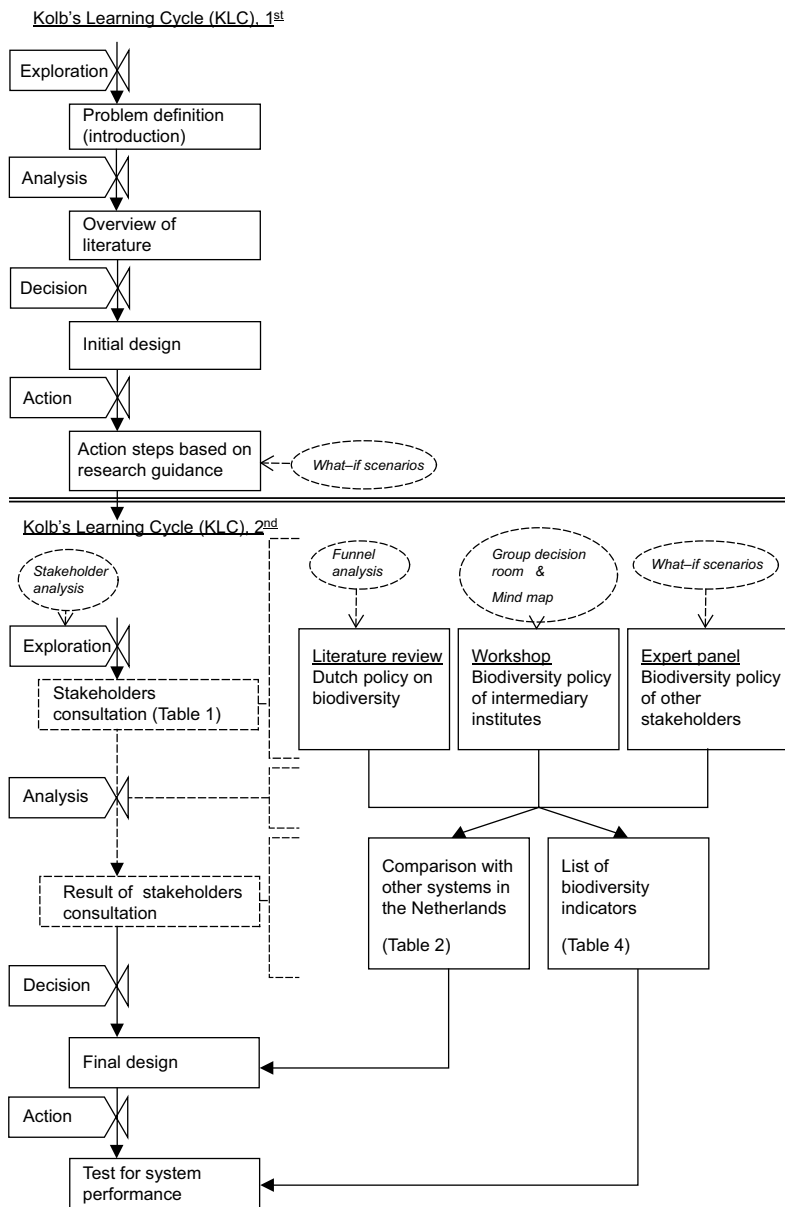 Kolb's Learning Cycle (KLC), 1st
Exploration
Problem definition
(introduction)
Analysis
Overview of
literature
Decision
Initial design
Action
Action steps based on
research guidance
What–if scenarios
Kolb's Learning Cycle (KLC), 2nd
Stakeholder
analysis
Funnel
analysis
Group decision
room &
Mind map
What–if scenarios
Exploration
Stakeholders
consultation (Table 1)
Literature review
Dutch policy on
biodiversity
Workshop
Biodiversity policy
of intermediary
institutes
Expert panel
Biodiversity policy
of other
stakeholders
Analysis
Result of stakeholders
consultation
Comparison with
other systems in
the Netherlands
(Table 2)
List of
biodiversity
indicators
(Table 4)
Decision
Final design
Action
Test for system
performance